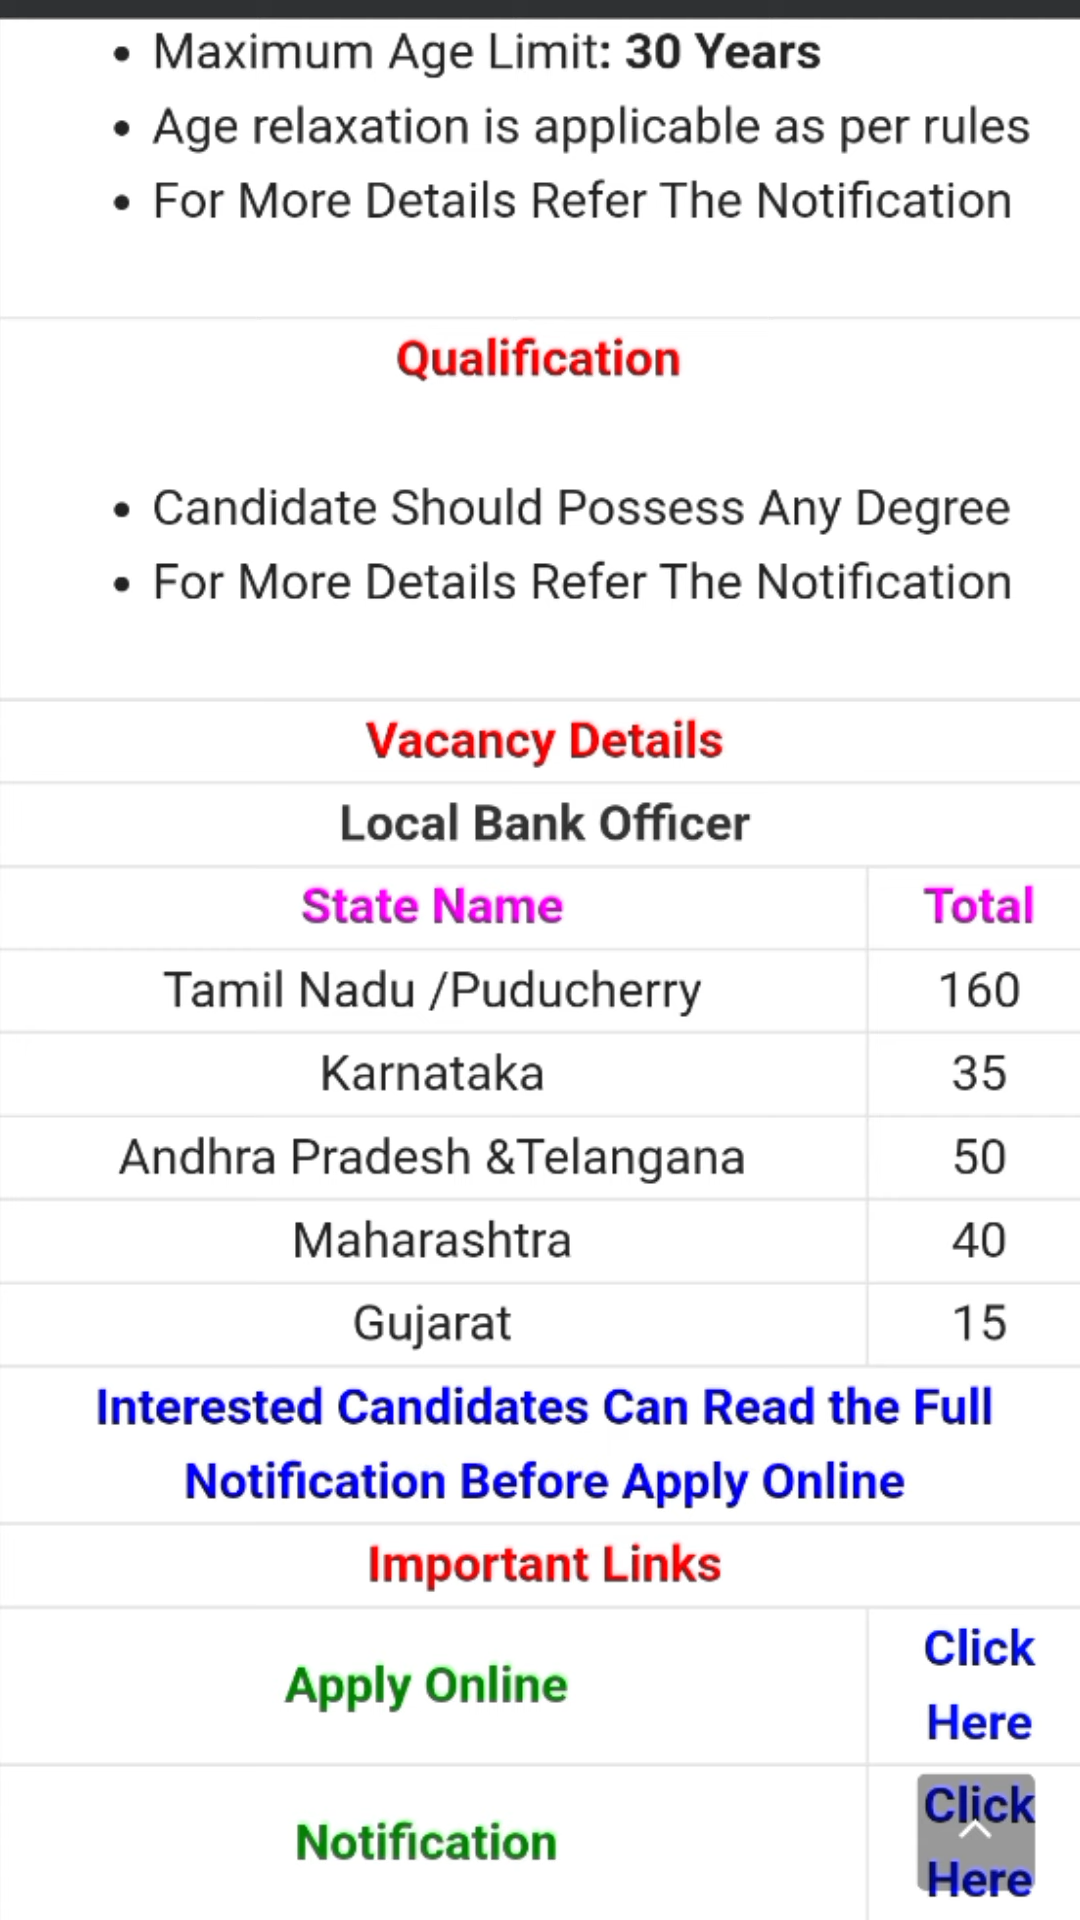 Maximum Age Limit: 30 Years
Age relaxation is applicable as per rules
For More Details Refer The Notification
Qualification
Candidate Should Possess Any Degree
For More Details Refer The Notification
Vacancy Details
Local Bank Officer
State Name Total
Tamil Nadu /Puducherry 160
Karnataka 35
Andhra Pradesh &Telangana 50
Maharashtra 40
Gujarat 15
Interested Candidates Can Read the Full
Notification Before Apply Online
Important Links
Apply Online Click
Here
Notification Click
Here